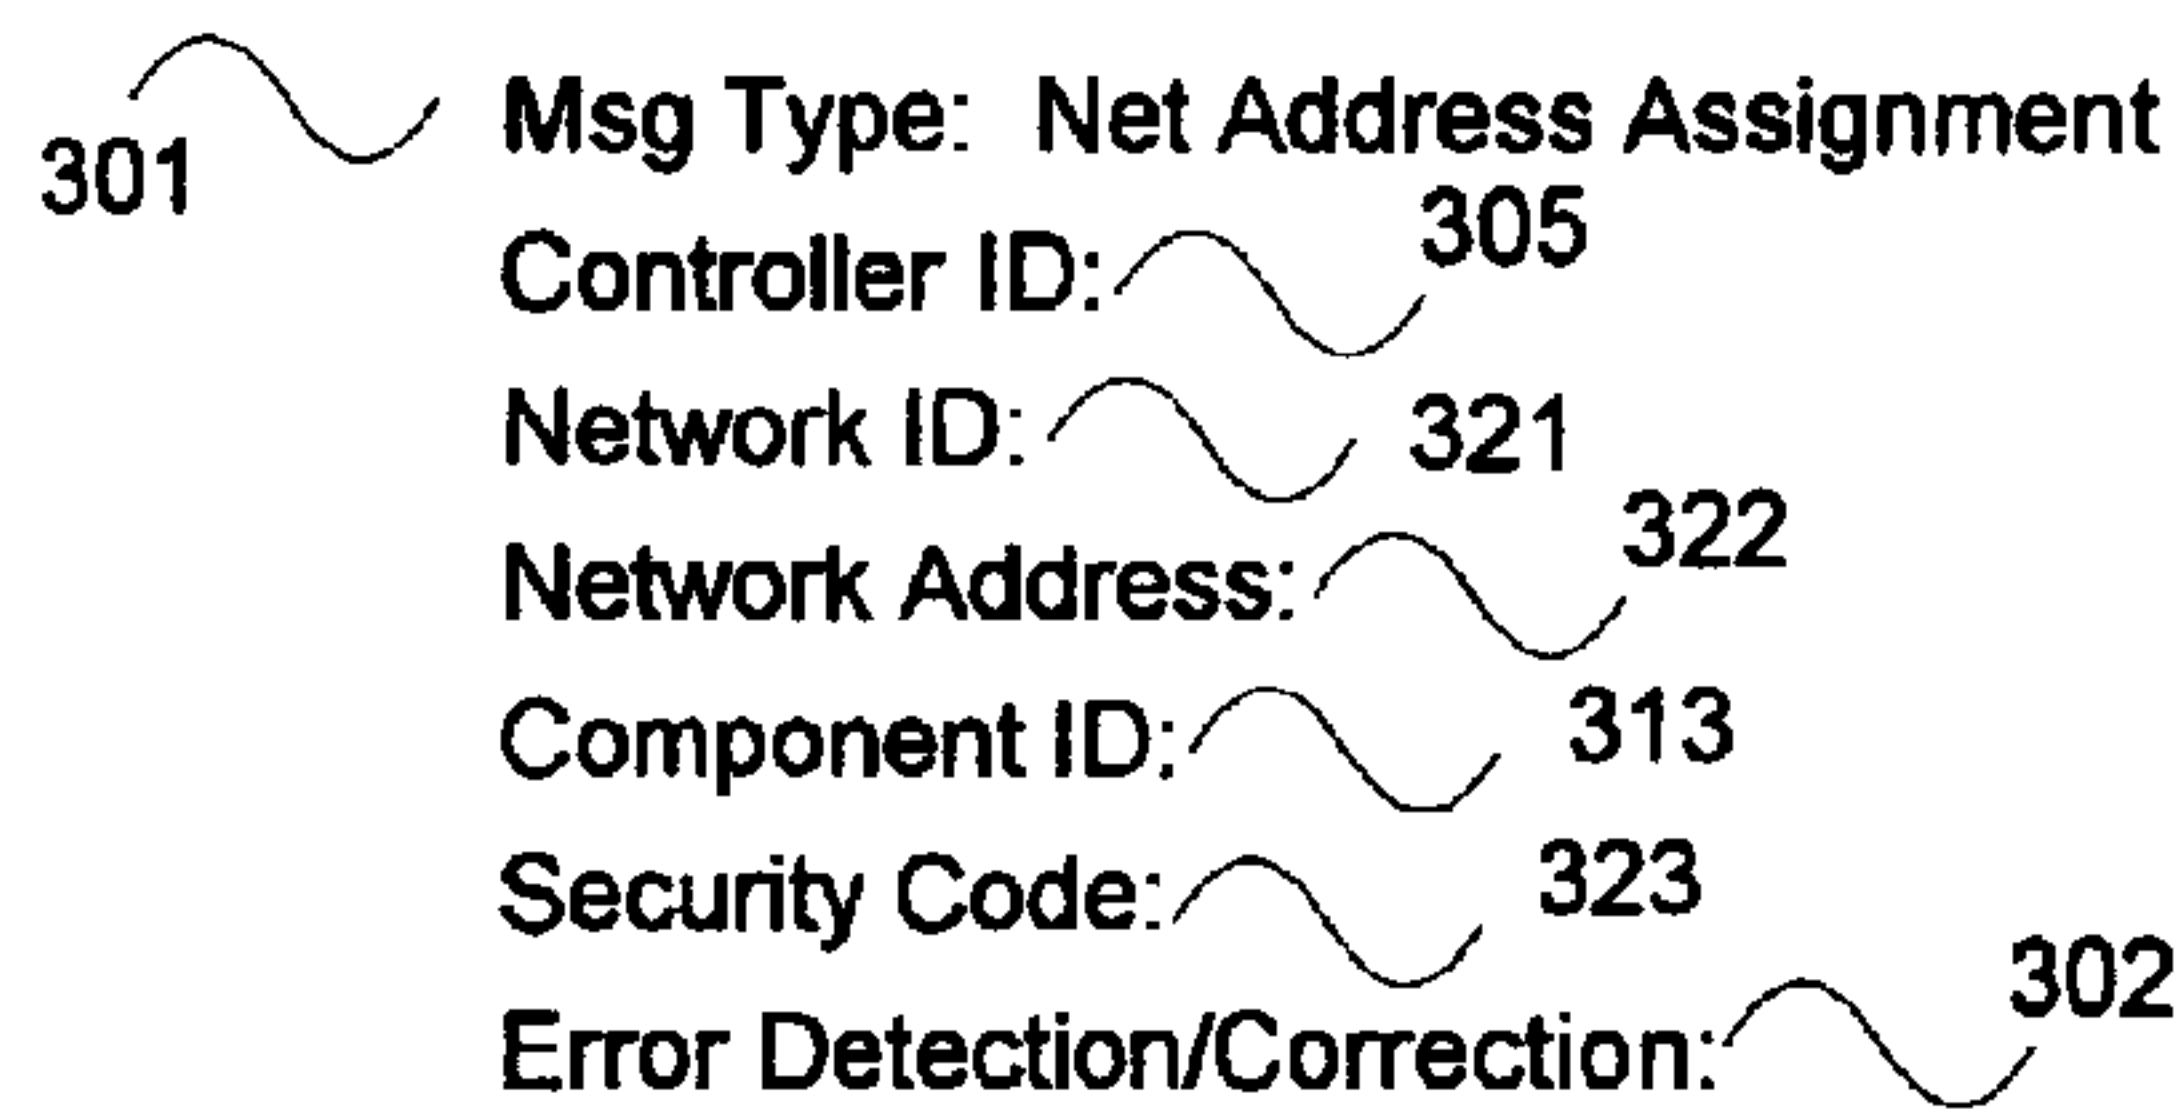 301 Msg Type: Net Address Assignment
Controller ID: 305
Network ID: 321
Network Address: 322
Component ID: 313
Security Code: 323
Error Detection/Correction: 302